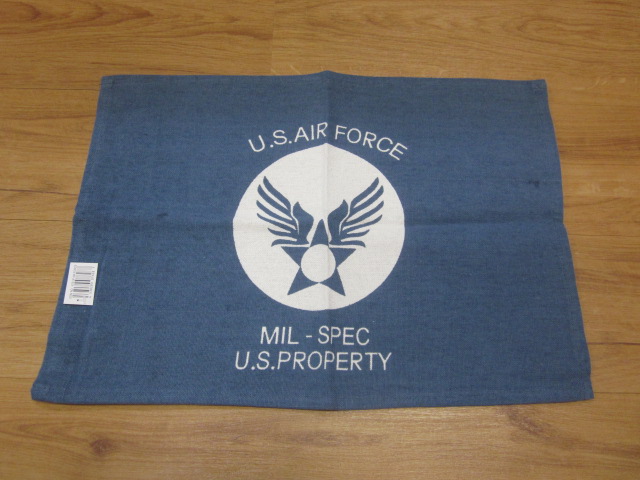 U.S.AIR FORCE
MIL - SPEC
U.S.PROPERTY